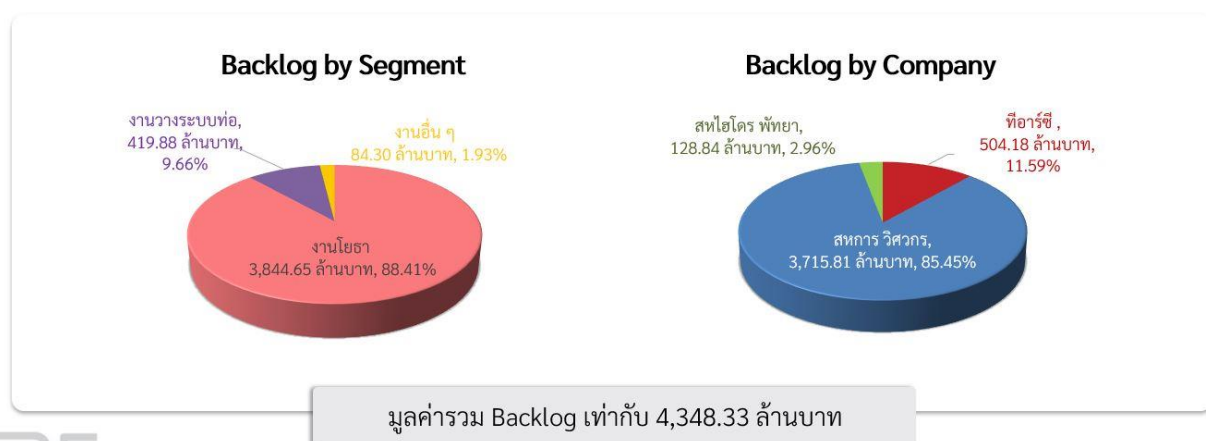 Backlog by Segment
งานวางระบบท่อ,
419.88 ล้านบาท,
9.66%
งานอื่น ๆ
84.30 ล้านบาท, 1.93%
งานโยธา
3,844.65 ล้านบาท, 88.41%
Backlog by Company
สหไฮโดร พัทยา,
128.84 ล้านบาท, 2.96%
ทีอาร์ซี ,
504.18 ล้านบาท,
11.59%
สหการ วิศวกร,
3,715.81 ล้านบาท, 85.45%
มูลค่ารวม Backlog เท่ากับ 4,348.33 ล้านบาท